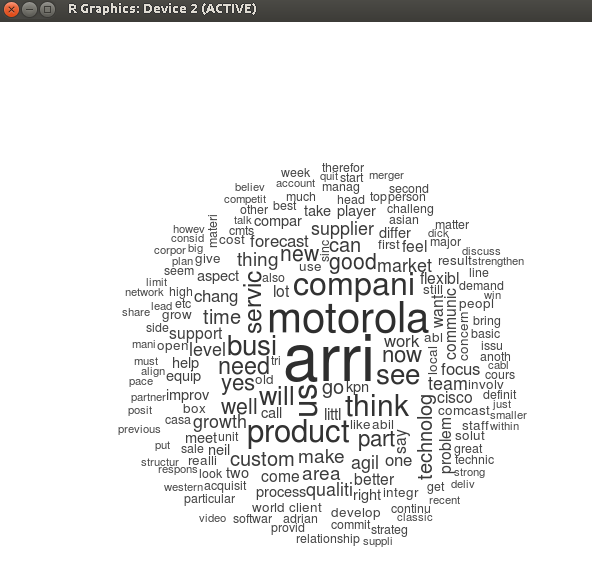 R Graphics: Device 2 (ACTIVE)
therefor
week quit start merger
believ account manag second
competit much head top person
other best take player challeng
materi talk compar supplier asian matter
howev cmts differ dick
consid cost forecast sinc can first feel major
corpor big new discuss
plan give thing good market result strengthen
seem aspect also use flexibl line
limit servic lot compani still demand
network high chang want communic win
share lead etc motorola peopl
grow time concern bring
side support work abl basic
mani open level busi arri now local issu
must help need tri see anoth
align equip focus cabl
pace yes old will us go kpn team involv cours
partner improv think cisco just
posit box well call littl comcast smaller
casa growth product like abil technolog staff within
previous meet unit part say problem solut
put sale neil custom make great
structur realli agil one technic
respons look two come area better strong
western acquisit process qualiti right integr get deliv
particular world client recent
video softwar adrian develop continu
provid commit classic
relationship strateg
suppli